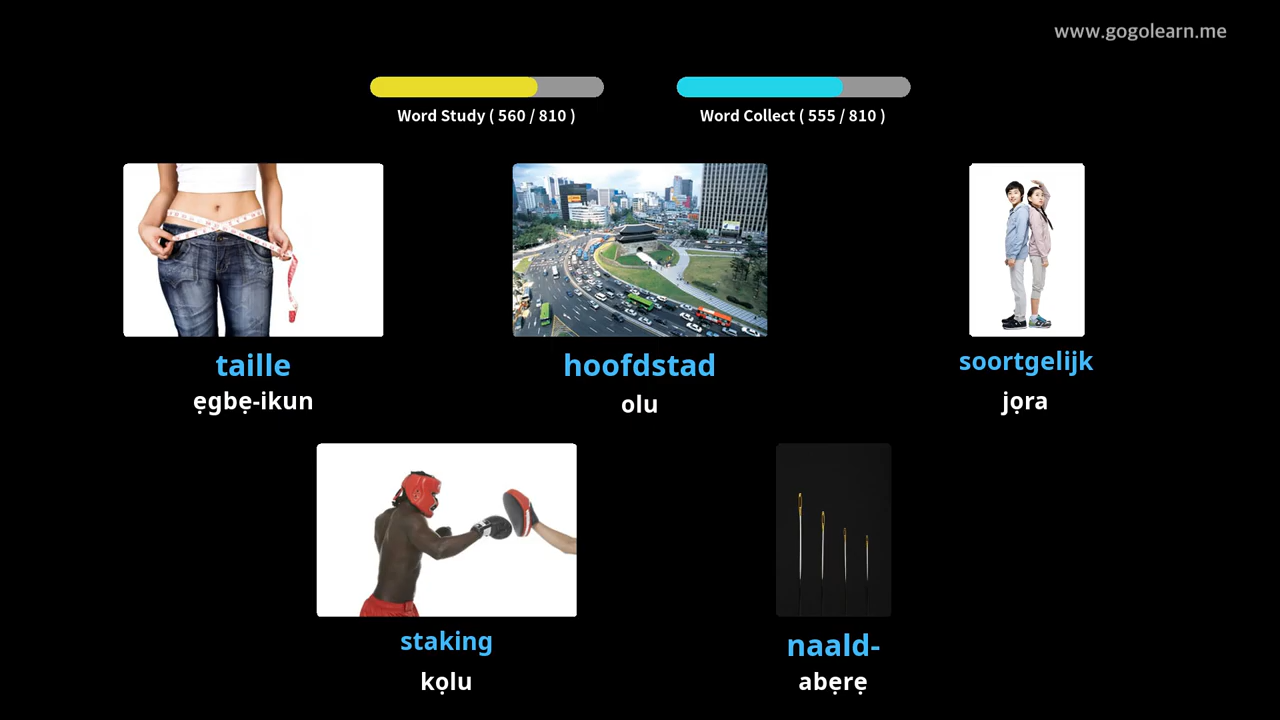 www.gogolearn.me
Word Study ( 560 / 810 )
Word Collect ( 555 / 810 )
taille
ẹgbẹ-ikun
hoofdstad
olu
soortgelijk
jọra
staking
kọlu
naald-
abẹrẹ